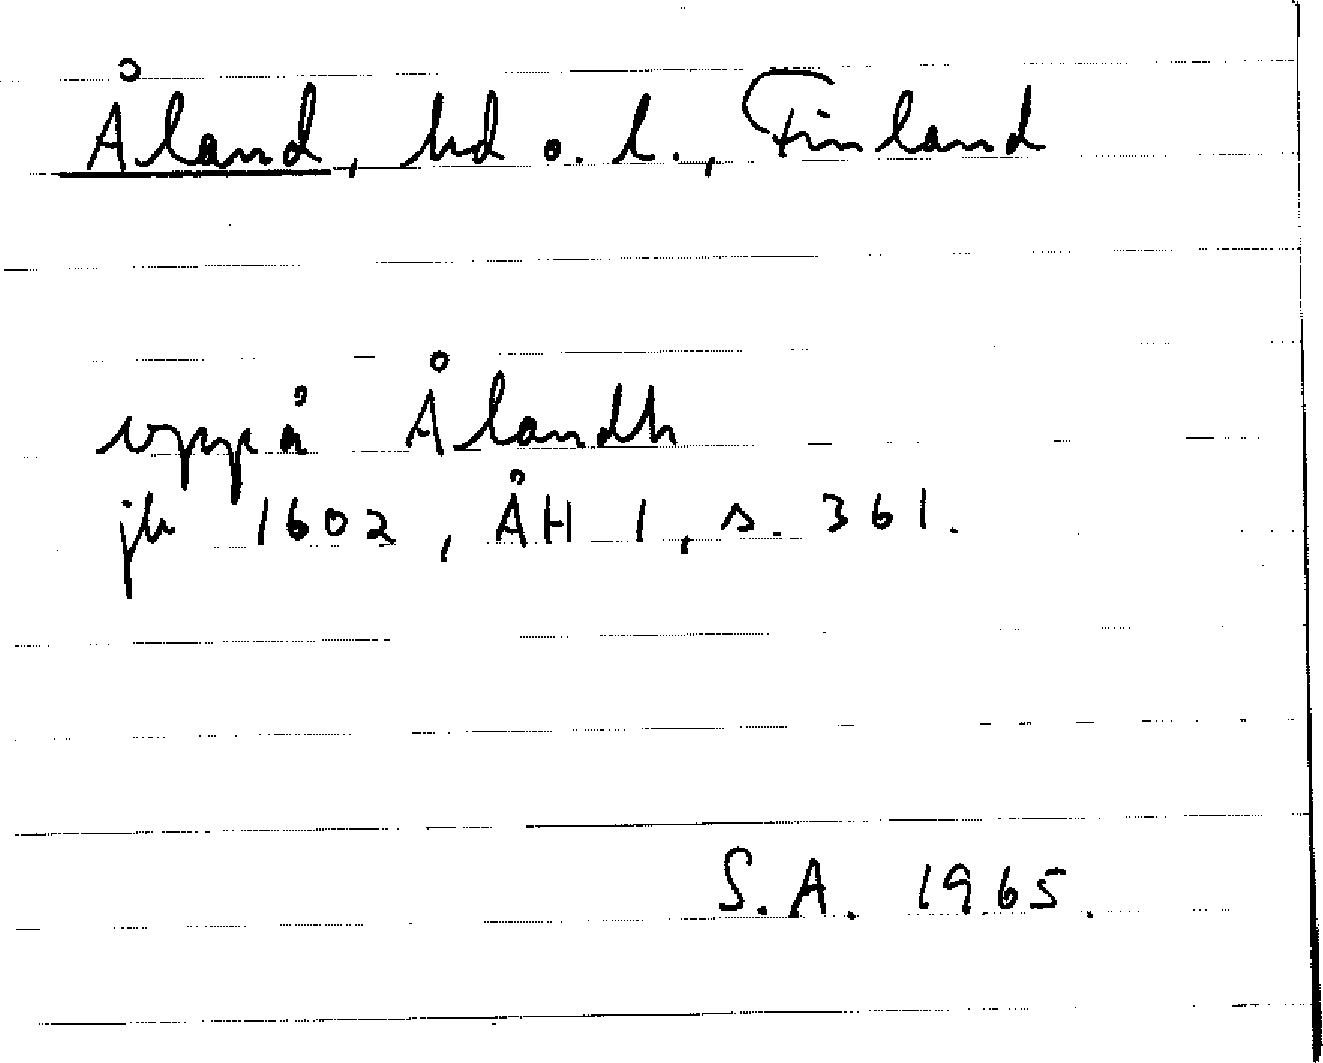 Åland, hd o. l., Finland
uppå Ålandh
jb 1602, ÅH 1, s. 361.
S.A. 1965.